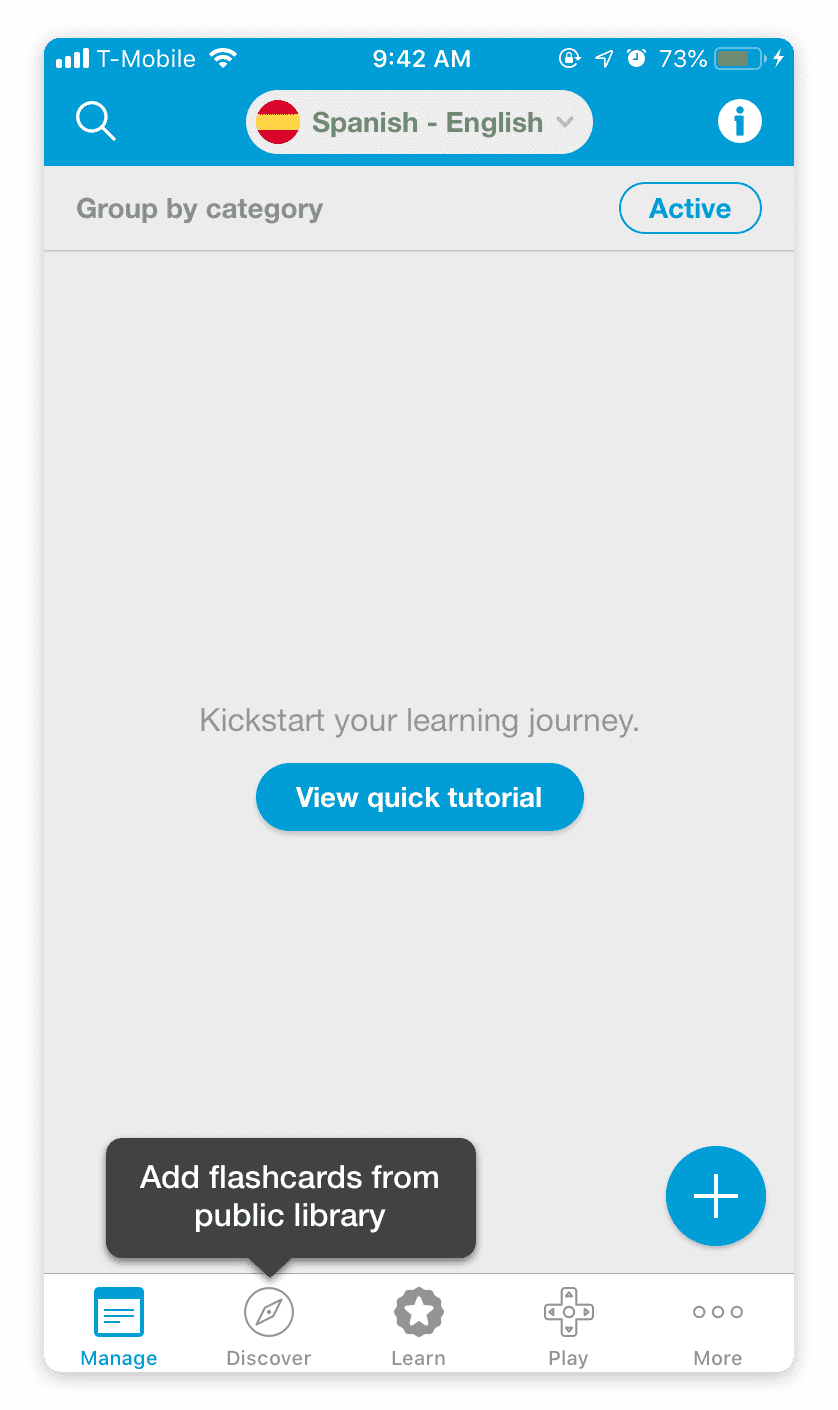 T-Mobile 9:42 AM 73%
Spanish - English
Group by category Active
Kickstart your learning journey.
View quick tutorial
Add flashcards from
public library
Manage Discover Learn Play More